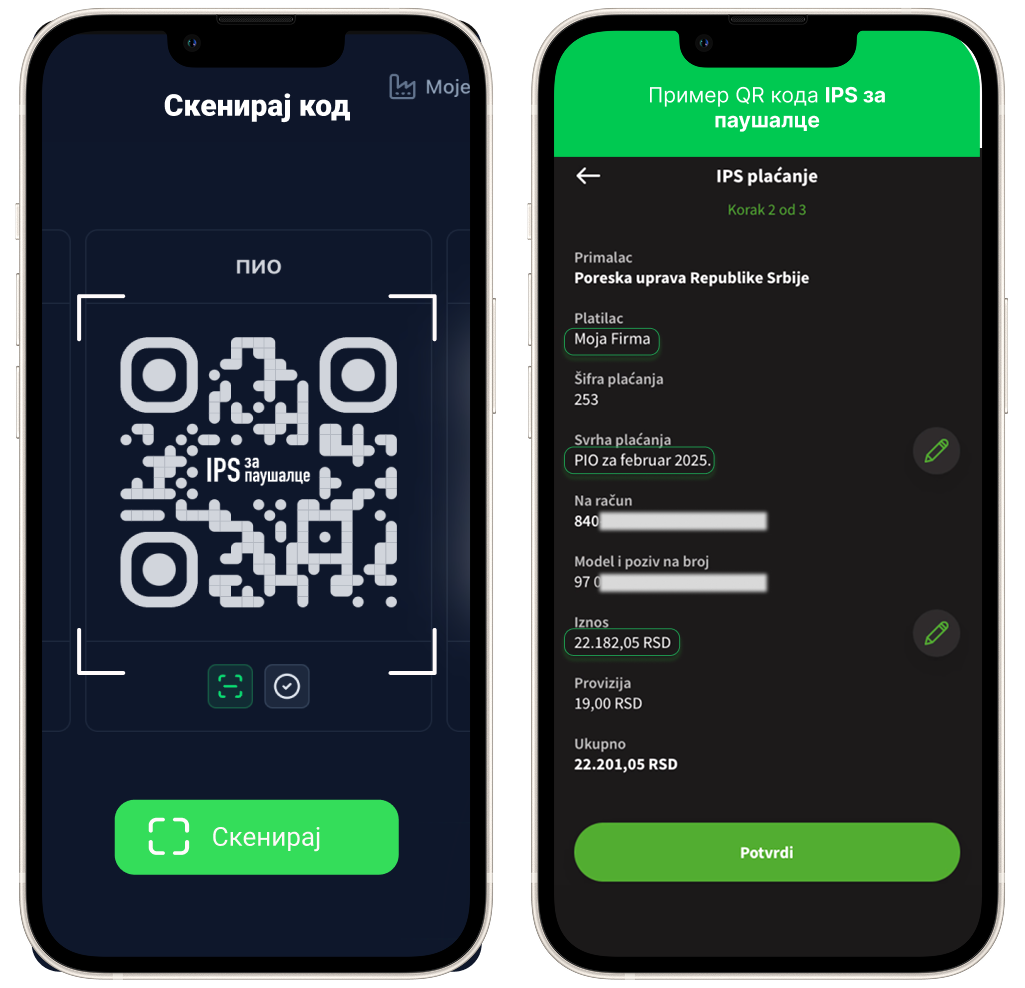 Скенирај код
Моје
ПИО
IPS за
паушалце
Скенирај
Пример QR кода IPS за
паушалце
IPS plaćanje
Korak 2 od 3
Primalac
Poreska uprava Republike Srbije
Platilac
Moja Firma
Šifra plaćanja
253
Svrha plaćanja
PIO za februar 2025.
Na račun
840
Model i poziv na broj
97 0
Iznos
22.182,05 RSD
Provizija
19,00 RSD
Ukupno
22.201,05 RSD
Potvrdi